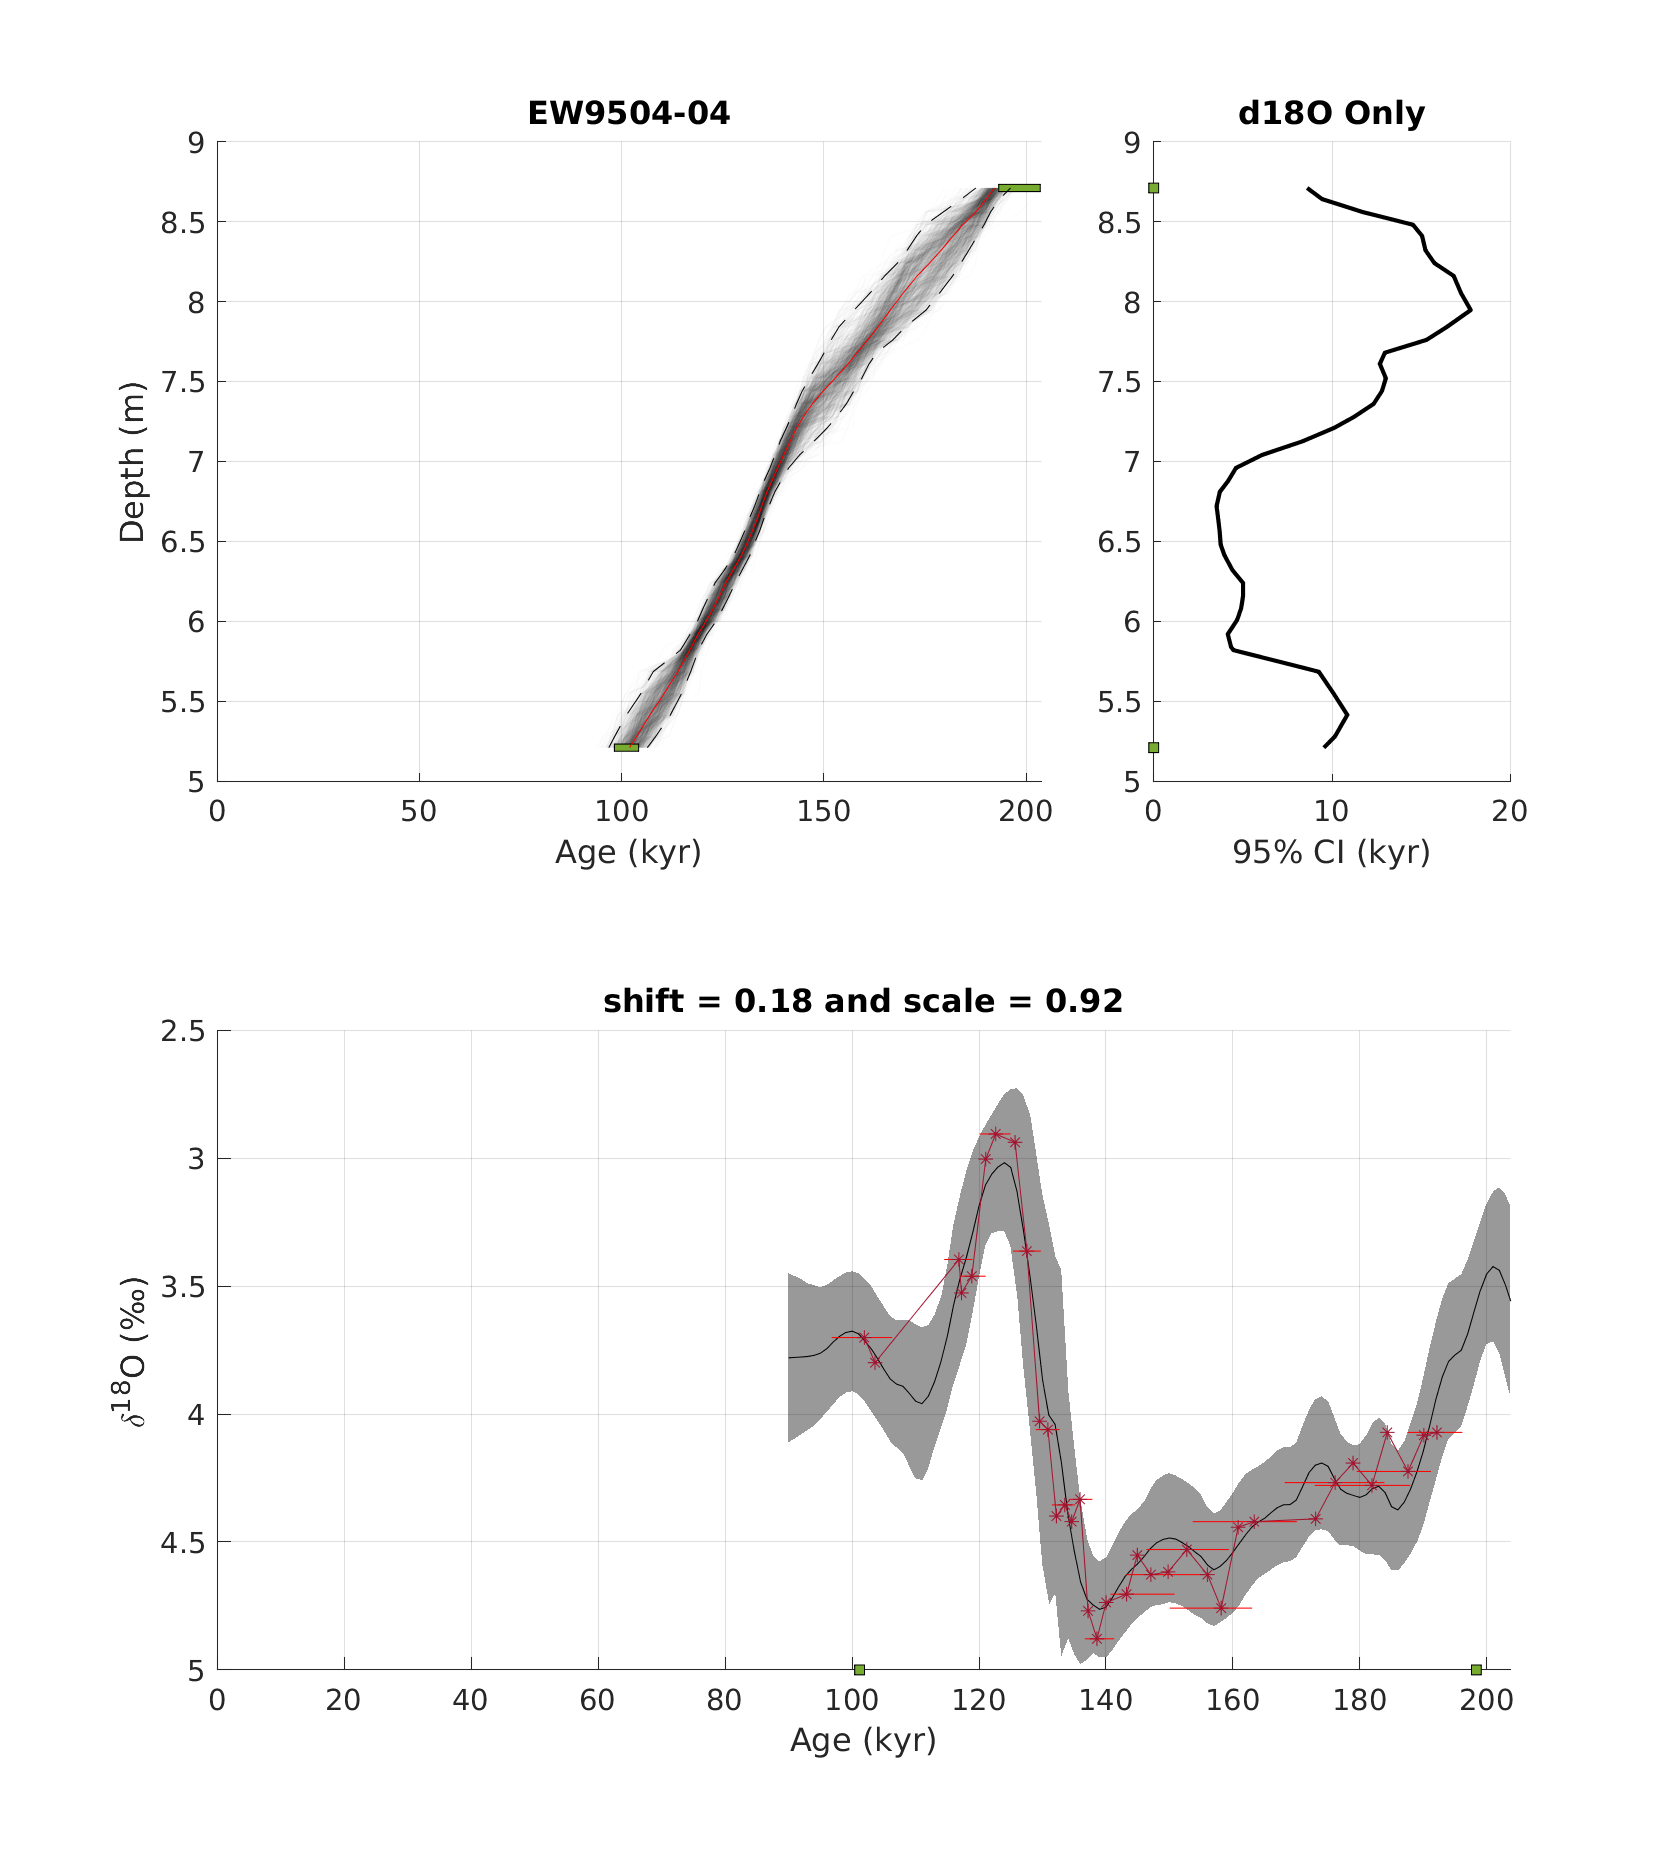 EW9504-04
d18O Only
9
8.5
8
7.5
7
6.5
6
5.5
5
Depth (m)
0 50 100 150 200
Age (kyr)
9
8.5
8
7.5
7
6.5
6
5.5
5
0 10 20
95% CI (kyr)
shift = 0.18 and scale = 0.92
2.5
3
3.5
4
4.5
5
δ18O (‰)
0 20 40 60 80 100 120 140 160 180 200
Age (kyr)